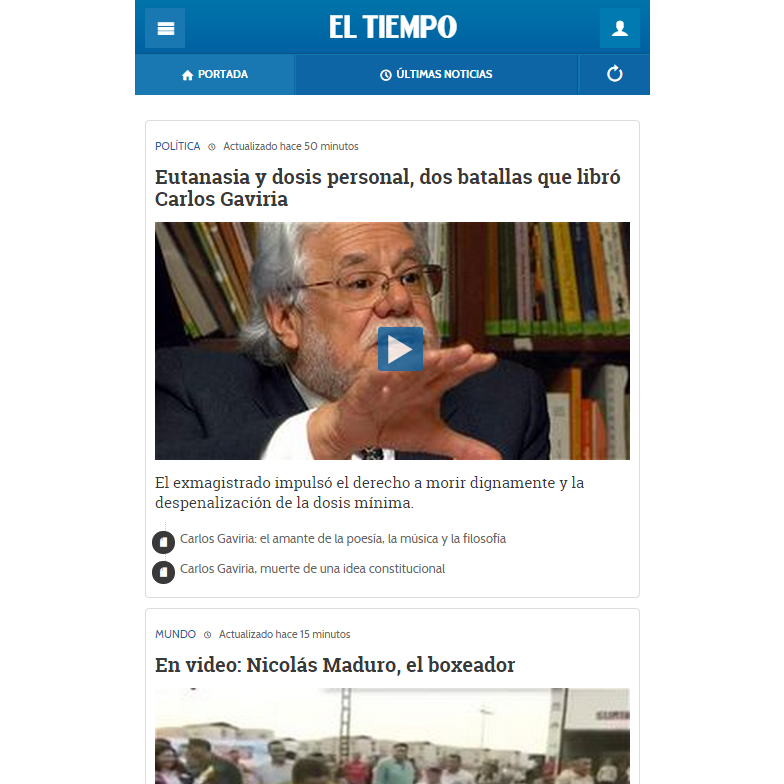 EL TIEMPO
PORTADA
ÚLTIMAS NOTICIAS
POLÍTICA Actualizado hace 50 minutos
Eutanasia y dosis personal, dos batallas que libró
Carlos Gaviria
El exmagistrado impulsó el derecho a morir dignamente y la
despenalización de la dosis mínima.
Carlos Gaviria: el amante de la poesía, la música y la filosofía
Carlos Gaviria, muerte de una idea constitucional
MUNDO Actualizado hace 15 minutos
En video: Nicolás Maduro, el boxeador